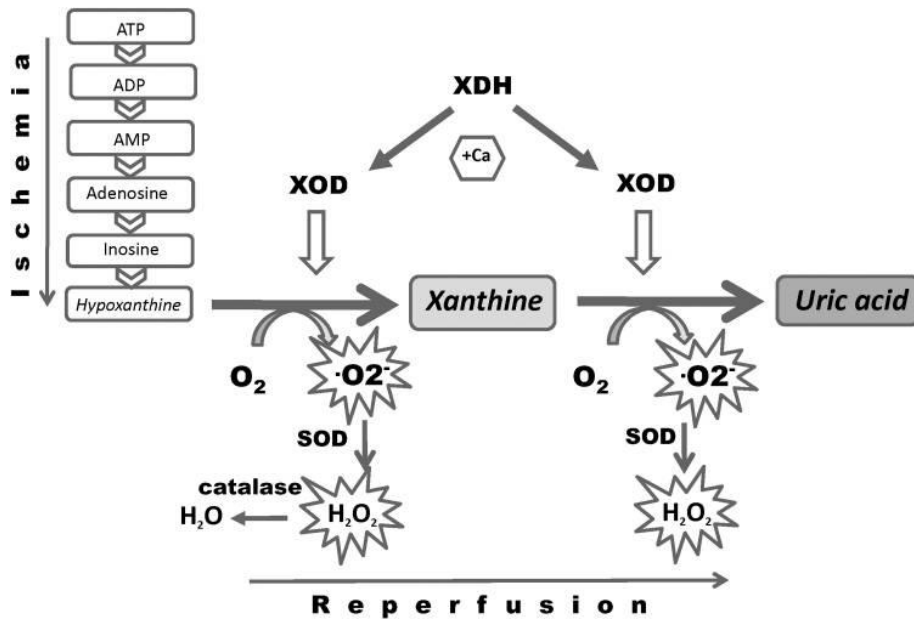 Ischemia
ATP
ADP
AMP
Adenosine
Inosine
Hypoxanthine
XDH
+Ca
XOD
XOD
Xanthine
Uric acid
O₂
·O2⁻
O₂
·O2⁻
SOD
SOD
catalase
H₂O
H₂O₂
H₂O₂
Reperfusion